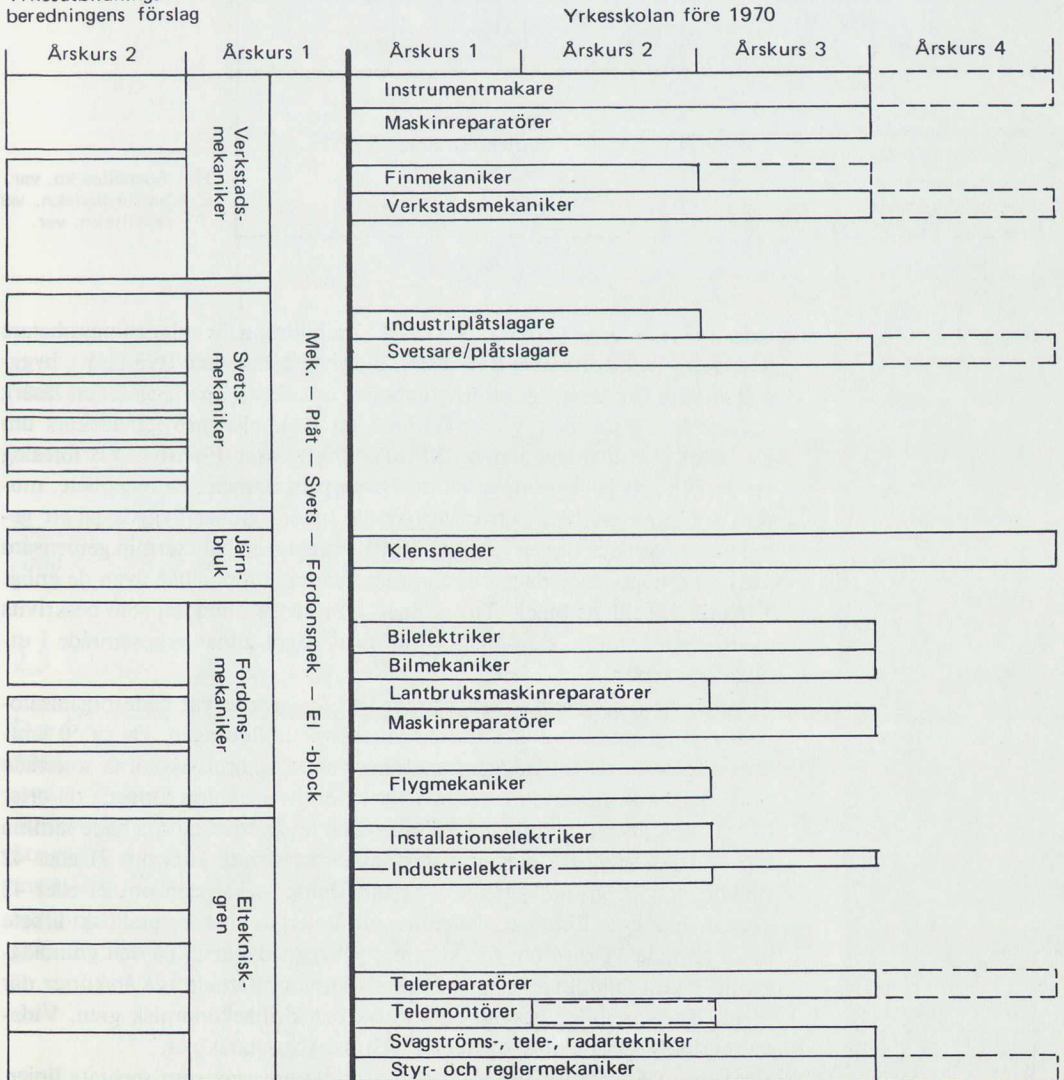 beredningens förslag
Yrkesskolan före 1970
Årskurs 2 Årskurs 1 Årskurs 1 Årskurs 2 Årskurs 3 Årskurs 4
Verkstads-
mekaniker
Svets-
mekaniker
Järn-
bruk
Fordons-
mekaniker
Elteknisk-
gren
Mek. — Plåt Svets — Fordonsmek — El -block
Instrumentmakare
Maskinreparatörer
Finmekaniker
Verkstadsmekaniker
Industriplåtslagare
Svetsare/plåtslagare
Klensmeder
Bilelektriker
Bilmekaniker
Lantbruksmaskinreparatörer
Maskinreparatörer
Flygmekaniker
Installationselektriker
Industrielektriker
Telereparatörer
Telemontörer
Svagströms-, tele-, radartekniker
Styr- och reglermekaniker